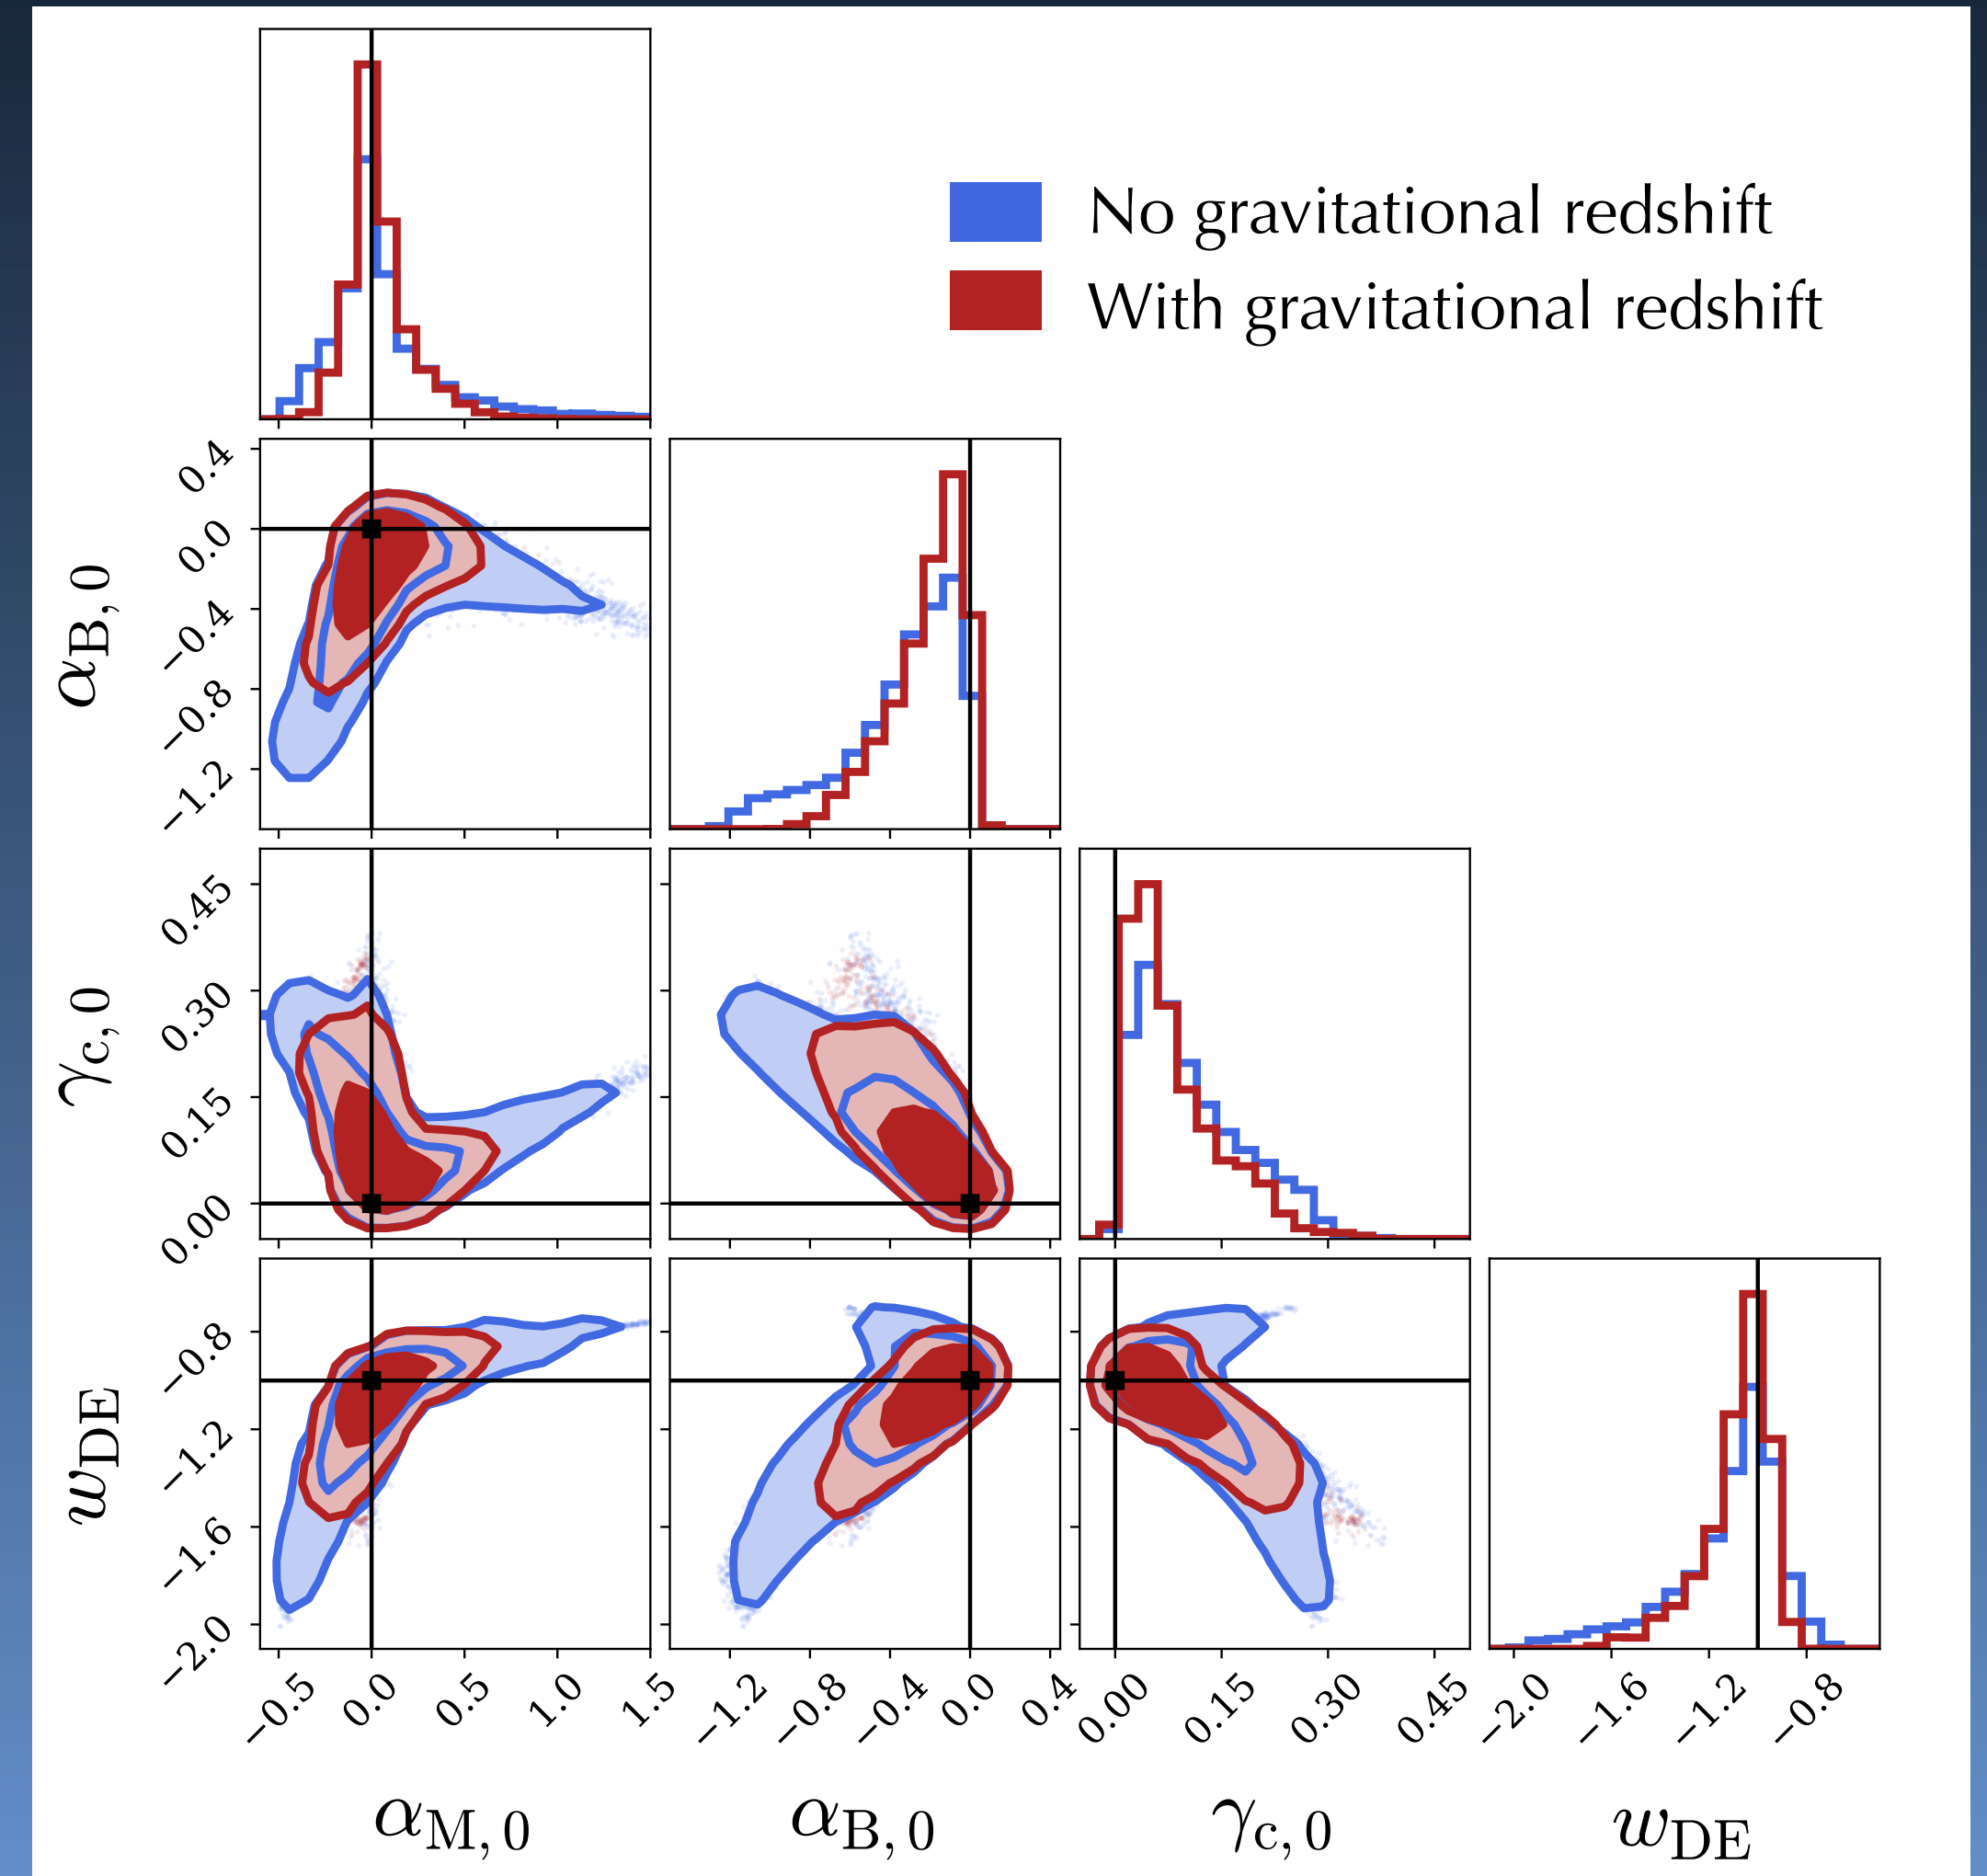 No gravitational redshift
With gravitational redshift
0.4
0.0
−0.4
−0.8
−1.2
αB, 0
0.45
0.30
0.15
0.00
γc, 0
−0.8
−1.2
−1.6
−2.0
wDE
−0.5 0.0 0.5 1.0 1.5 −1.2 −0.8 −0.4 0.0 0.4 0.00 0.15 0.30 0.45 −2.0 −1.6 −1.2 −0.8
αM, 0 αB, 0 γc, 0 wDE